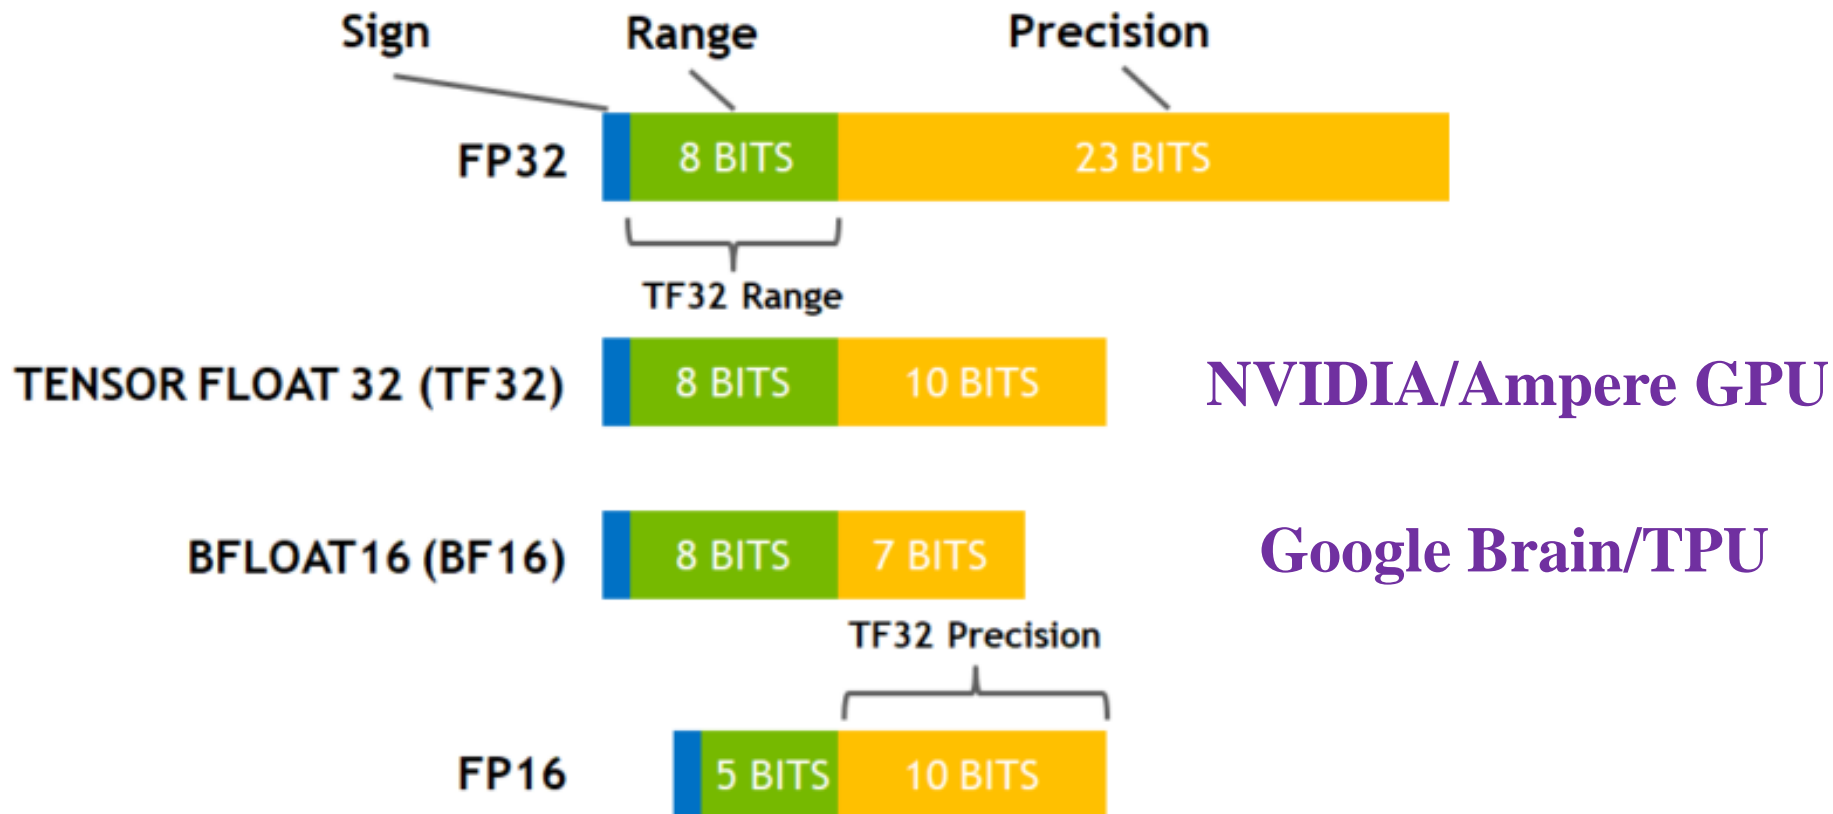 Sign Range Precision
FP32 8 BITS 23 BITS
TF32 Range
TENSOR FLOAT 32 (TF32) 8 BITS 10 BITS NVIDIA/Ampere GPU
BFLOAT16 (BF16) 8 BITS 7 BITS Google Brain/TPU
TF32 Precision
FP16 5 BITS 10 BITS